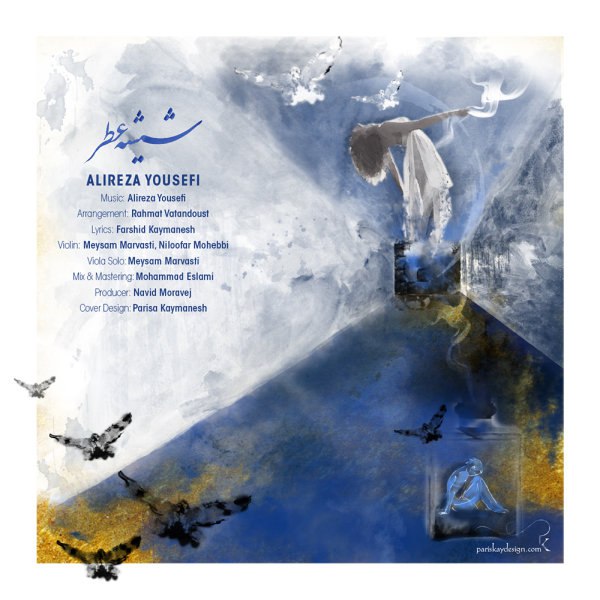 شیشه عطر
ALIREZA YOUSEFI
Music: Alireza Yousefi
Arrangement: Rahmat Vatandoust
Lyrics: Farshid Kaymanesh
Violin: Meysam Marvasti, Niloofar Mohebbi
Viola Solo: Meysam Marvasti
Mix & Mastering: Mohammad Eslami
Producer: Navid Moravej
Cover Design: Parisa Kaymanesh
pariskaydesign.com